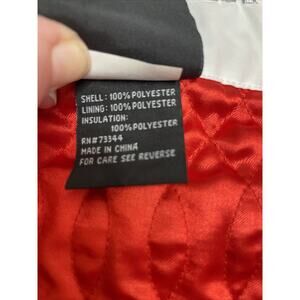 SHELL: 100% POLYESTER
LINING: 100% POLYESTER
INSULATION:
100% POLYESTER
RN#73344
MADE IN CHINA
FOR CARE SEE REVERSE